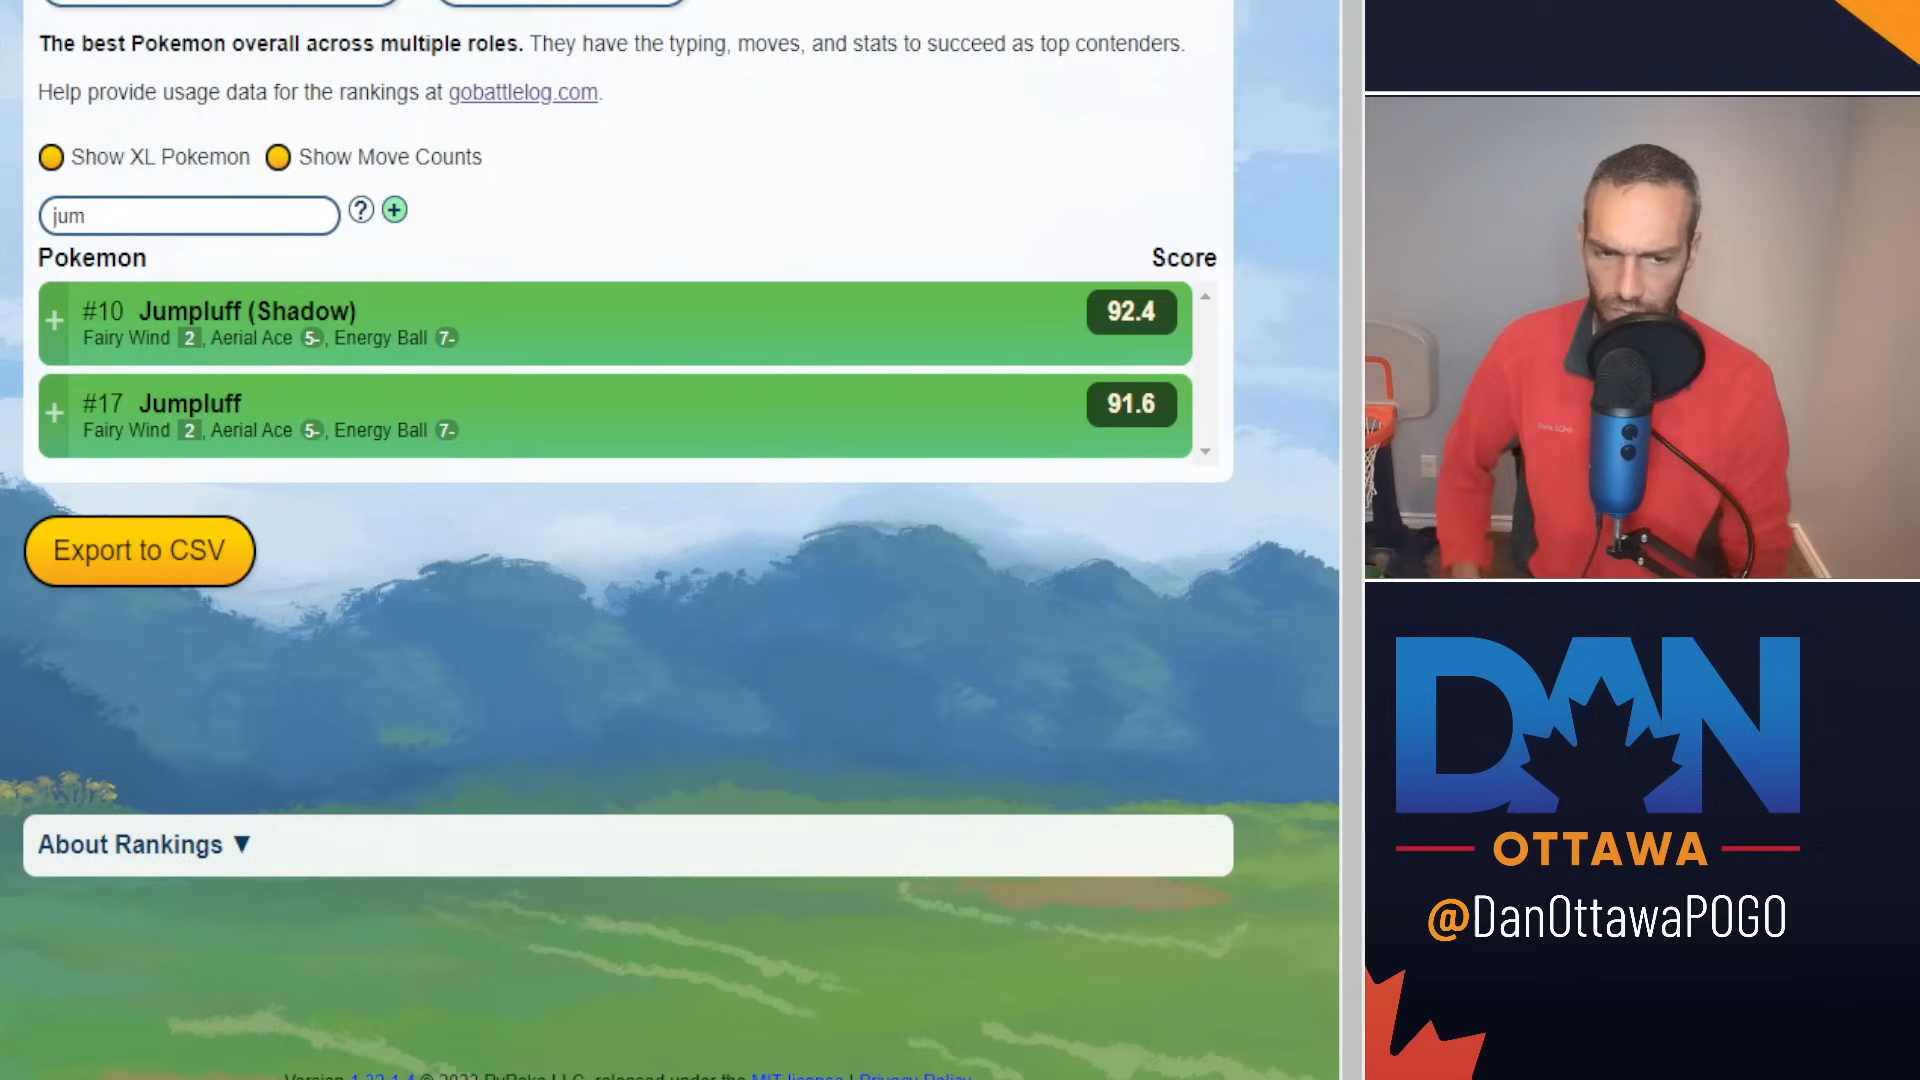 The best Pokemon overall across multiple roles. They have the typing, moves, and stats to succeed as top contenders.
Help provide usage data for the rankings at gobattlelog.com.
Show XL Pokemon Show Move Counts
jum ? +
Pokemon Score
+ #10 Jumpluff (Shadow) 92.4
Fairy Wind 2, Aerial Ace 5-, Energy Ball 7-
+ #17 Jumpluff 91.6
Fairy Wind 2, Aerial Ace 5-, Energy Ball 7-
Export to CSV
About Rankings ▼
DAN
OTTAWA
@DanOttawaPOGO